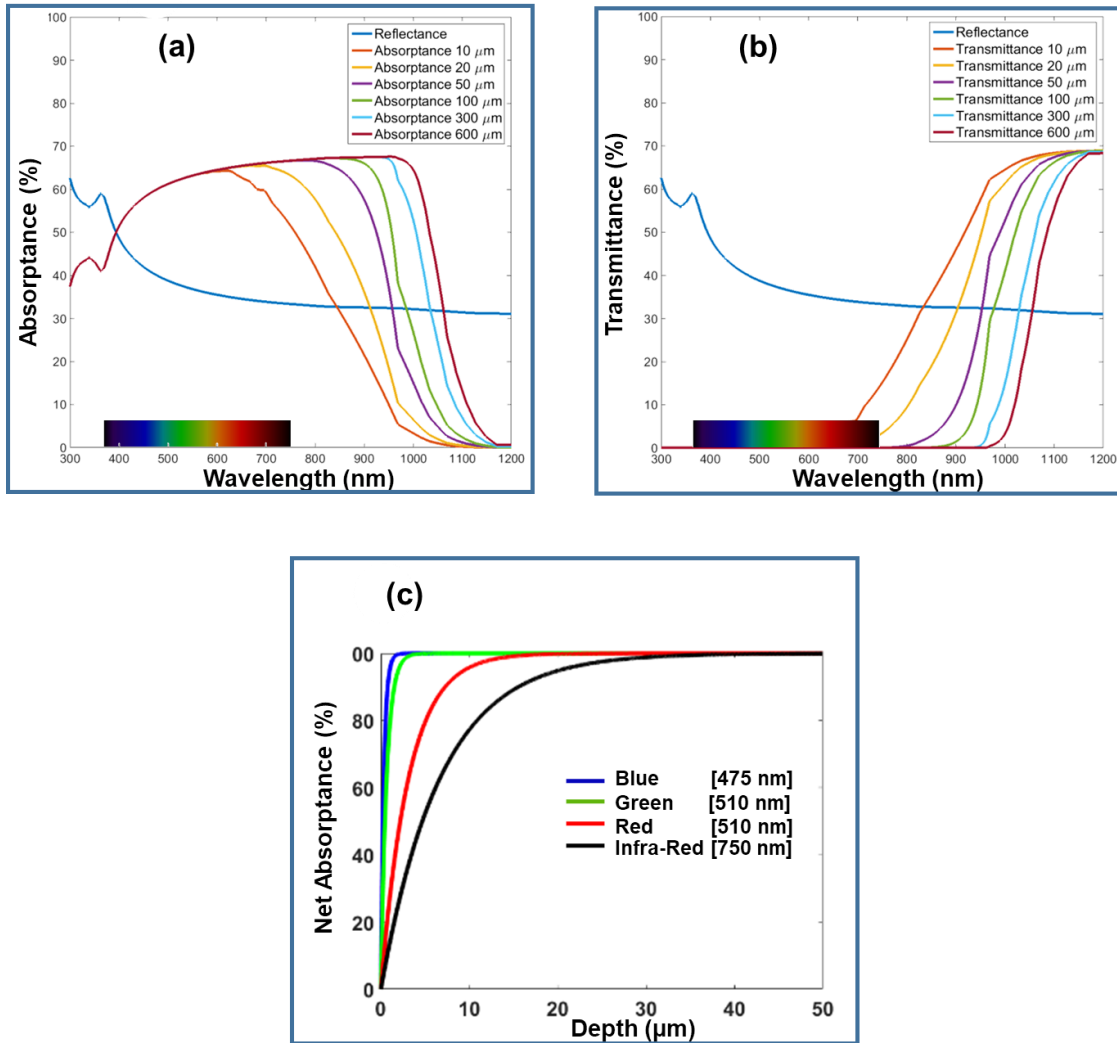 (a)
Reflectance
Absorptance 10 μm
Absorptance 20 μm
Absorptance 50 μm
Absorptance 100 μm
Absorptance 300 μm
Absorptance 600 μm
Absorptance (%)
100
90
80
70
60
50
40
30
20
10
0
300 400 500 600 700 800 900 1000 1100 1200
Wavelength (nm)
(b)
Reflectance
Transmittance 10 μm
Transmittance 20 μm
Transmittance 50 μm
Transmittance 100 μm
Transmittance 300 μm
Transmittance 600 μm
Transmittance (%)
100
90
80
70
60
50
40
30
20
10
0
300 400 500 600 700 800 900 1000 1100 1200
Wavelength (nm)
(c)
Net Absorptance (%)
00
80
60
40
20
0
Blue [475 nm]
Green [510 nm]
Red [510 nm]
Infra-Red [750 nm]
0 10 20 30 40 50
Depth (μm)